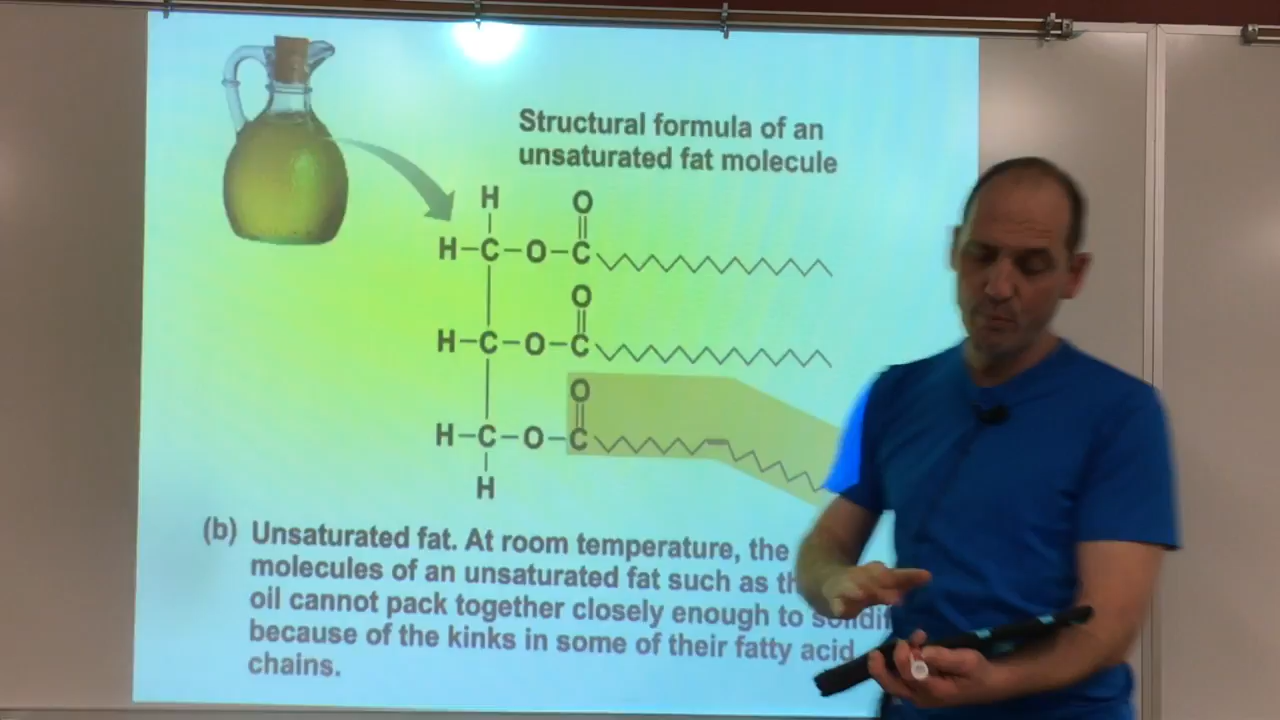 Structural formula of an
unsaturated fat molecule
H O
H–C–O–C
O
H–C–O–C
O
H–C–O–C
H
(b) Unsaturated fat. At room temperature, the
molecules of an unsaturated fat such as
oil cannot pack together closely enough to
because of the kinks in some of their fatty acid
chains.